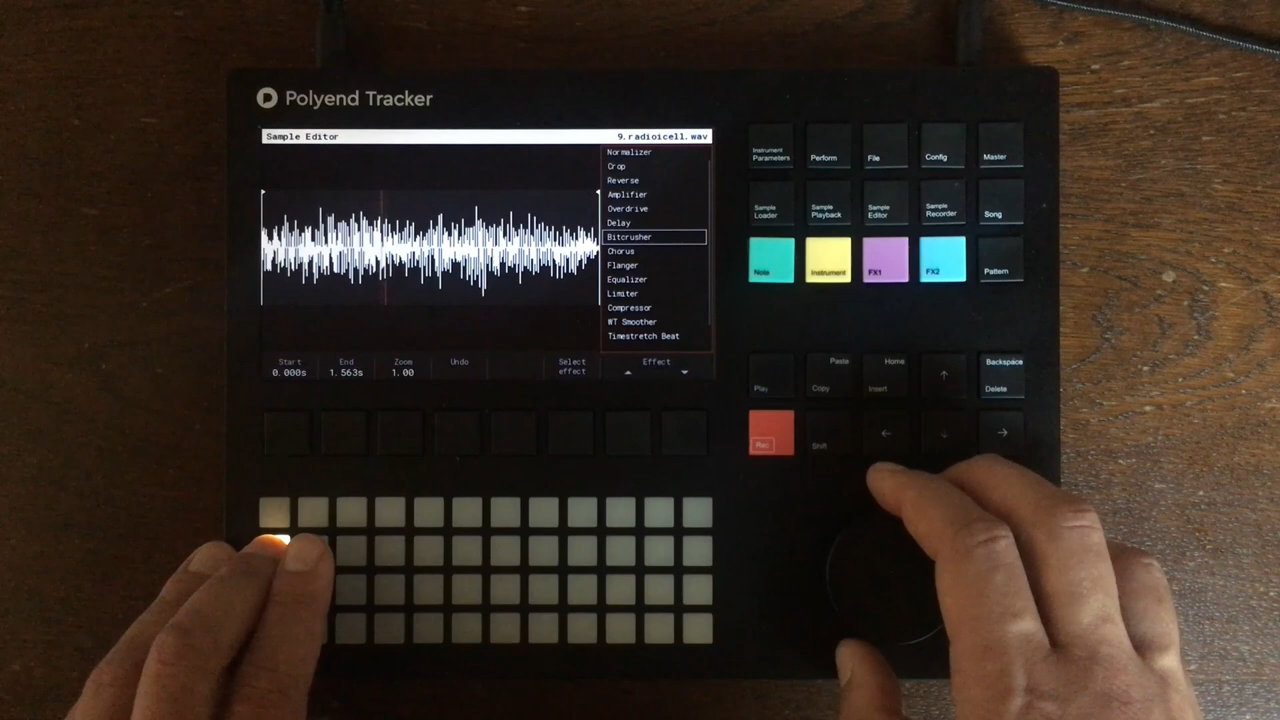 Polyend Tracker
Sample Editor 9.radioicell.wav
Normalizer
Crop
Reverse
Amplifier
Overdrive
Delay
Bitcrusher
Chorus
Flanger
Equalizer
Limiter
Compressor
WT Smoother
Timestretch Beat
Start End Zoom Undo Select effect Effect
0.000s 1.563s 1.00
Instrument Parameters Perform File Config Master
Sample Loader Sample Playback Sample Editor Sample Recorder Song
Note Instrument FX1 FX2 Pattern
Play Paste Copy Home Insert ↑ Backspace Delete
Rec Shift ← ↓ →